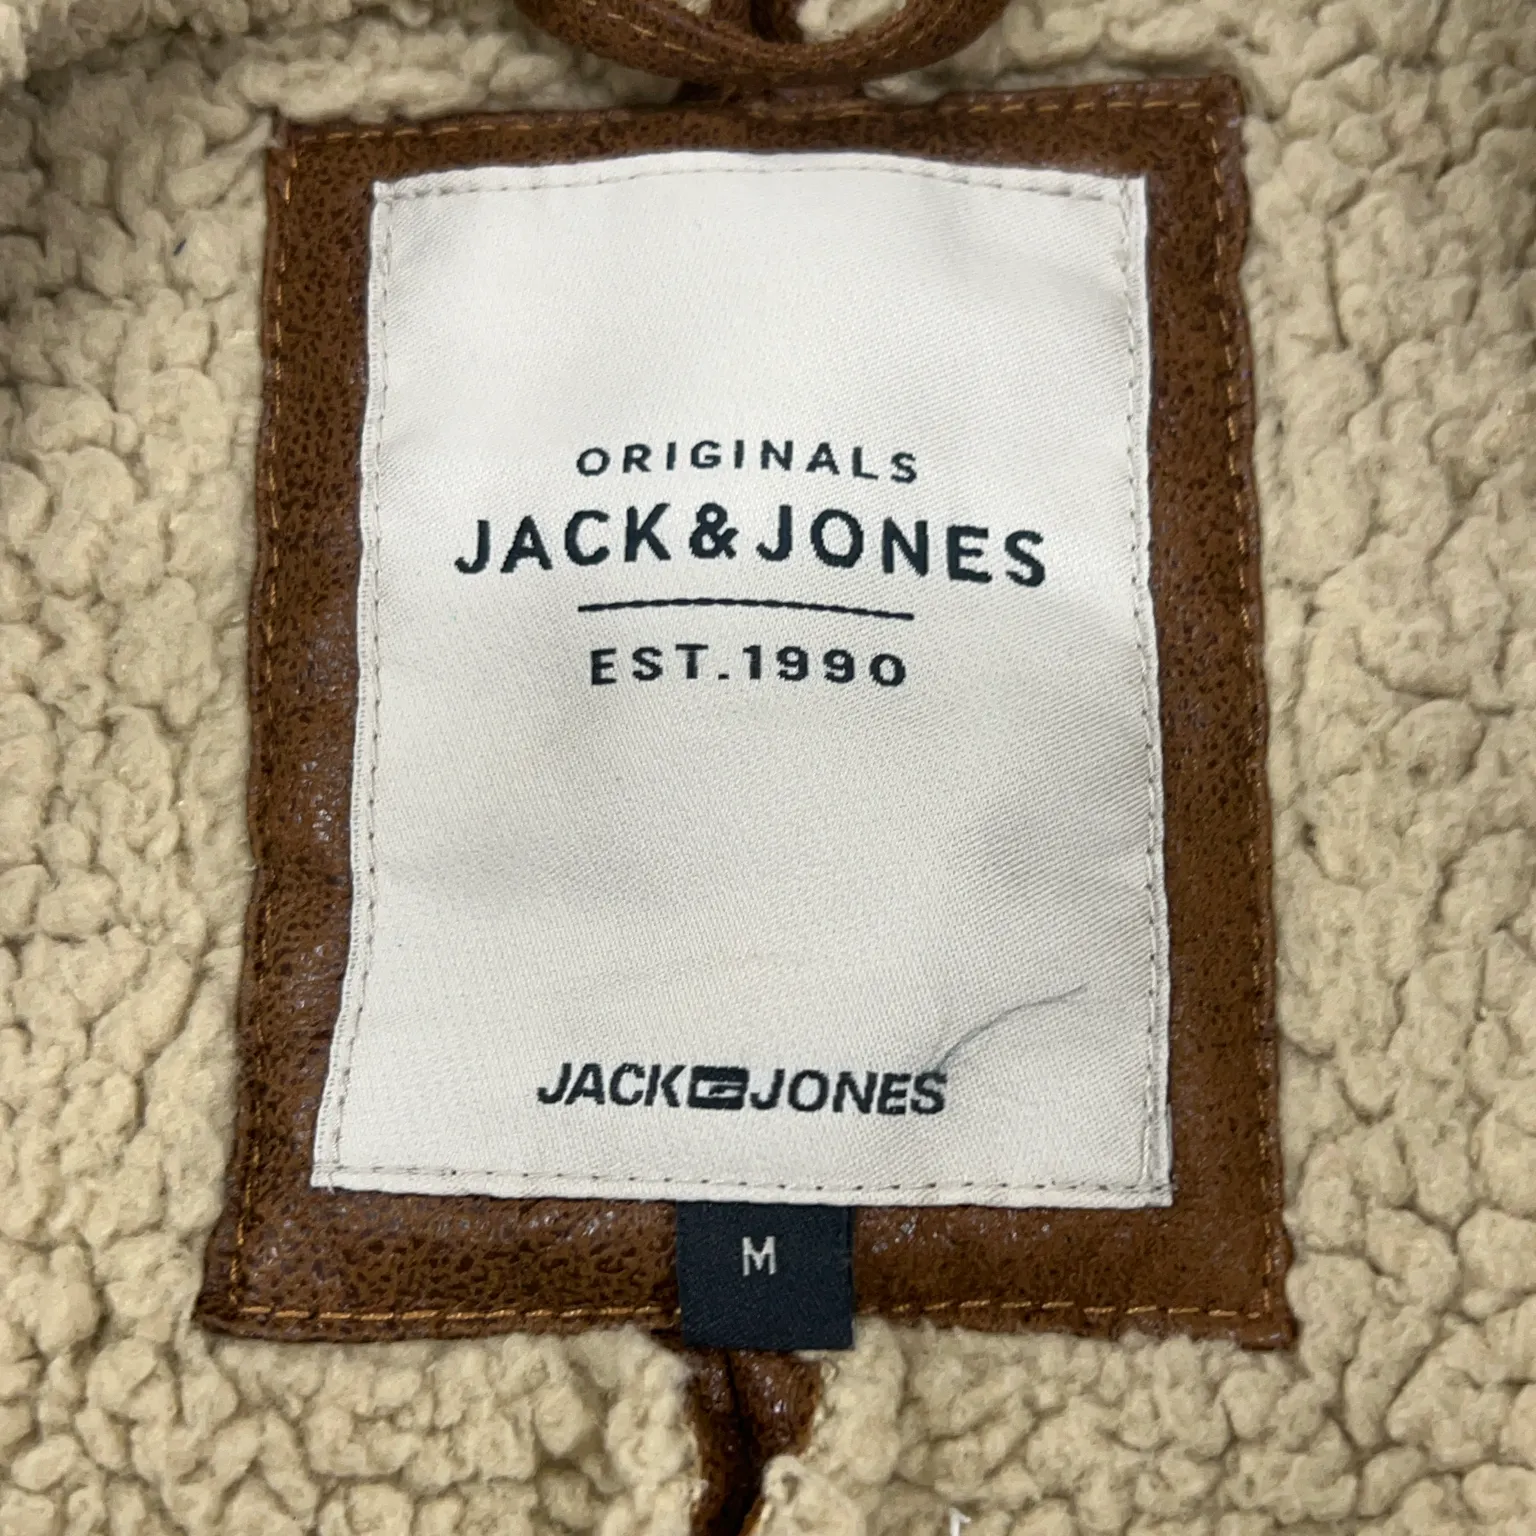 ORIGINALS
JACK&JONES
EST.1990
JACK JONES
M